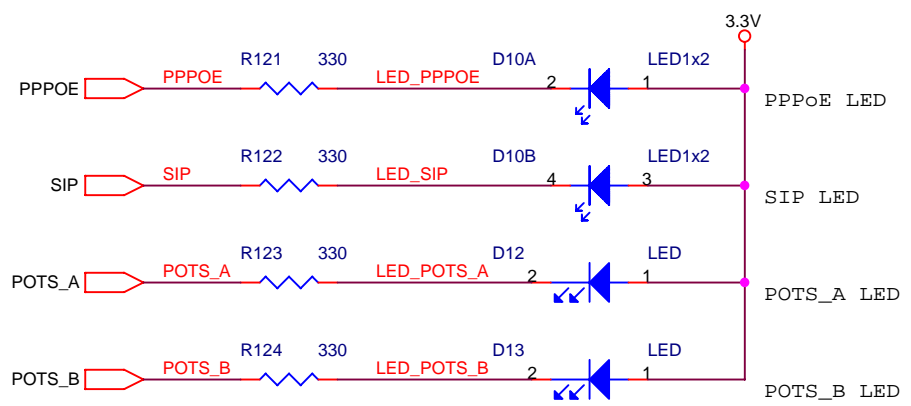 3.3V
R121 330 D10A LED1x2
PPPOE PPPOE LED_PPPOE 2 1 PPPoE LED
R122 330 D10B LED1x2
SIP SIP LED_SIP 4 3 SIP LED
R123 330 D12 LED
POTS_A POTS_A LED_POTS_A 2 1 POTS_A LED
R124 330 D13 LED
POTS_B POTS_B LED_POTS_B 2 1 POTS_B LED